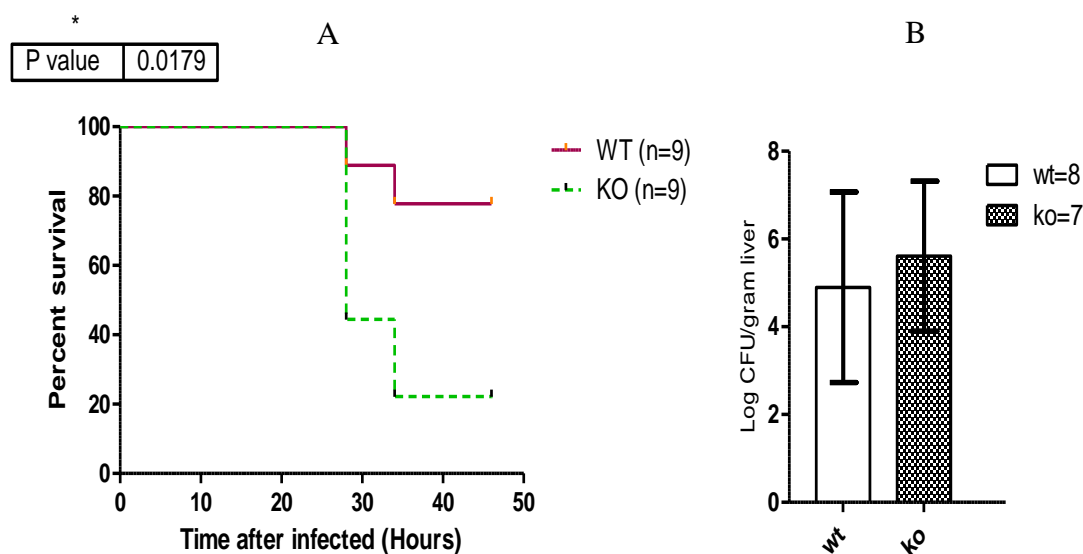 *
P value 0.0179
A
100
80
60
40
20
0
Percent survival
0 10 20 30 40 50
Time after infected (Hours)
WT (n=9)
KO (n=9)
B
8
6
4
2
0
Log CFU/gram liver
wt ko
wt=8
ko=7